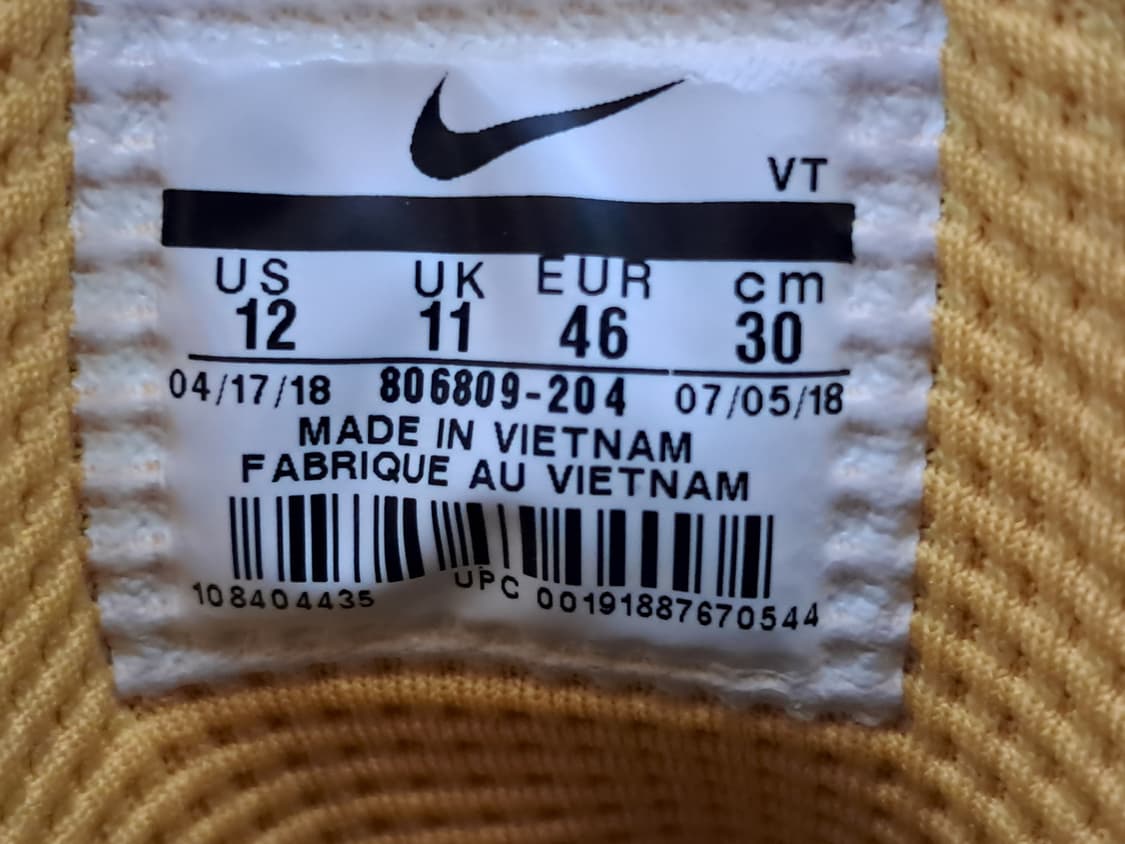 VT
US UK EUR cm
12 11 46 30
04/17/18 806809-204 07/05/18
MADE IN VIETNAM
FABRIQUE AU VIETNAM
108404435 UPC 00191887670544